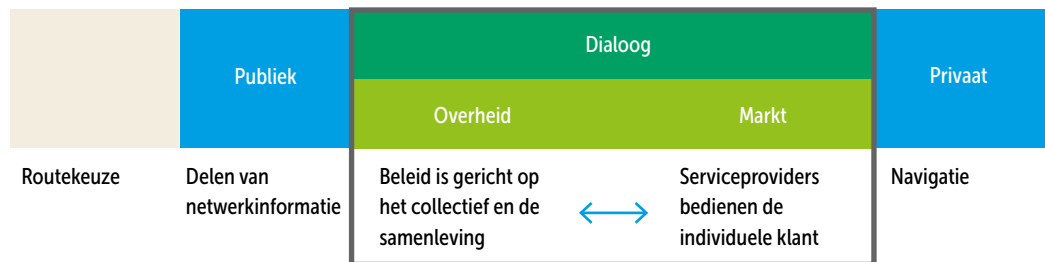 Dialoog
Publiek
Privaat
Overheid
Markt
Routekeuze
Delen van
netwerkinformatie
Beleid is gericht op
het collectief en de
samenleving
Serviceproviders
bedienen de
individuele klant
Navigatie